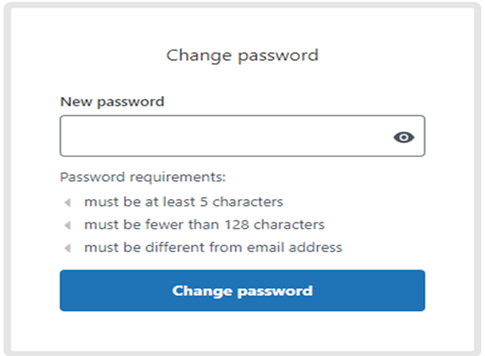 Change password
New password
Password requirements:
must be at least 5 characters
must be fewer than 128 characters
must be different from email address
Change password